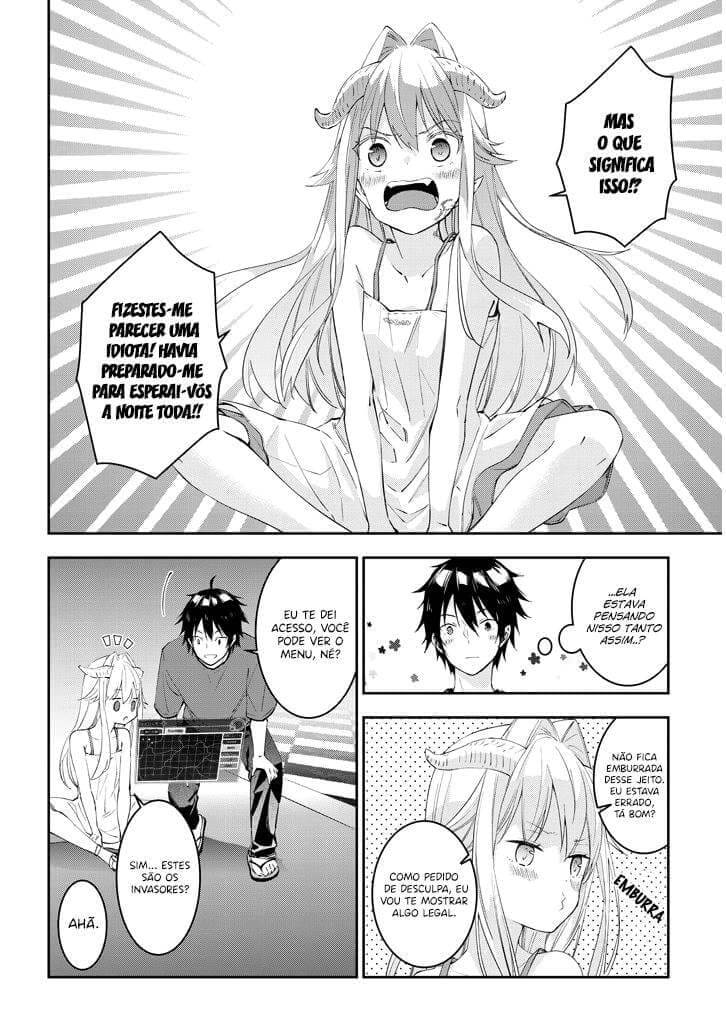 MAS
O QUE
SIGNIFICA
ISSO!?
FIZESTES-ME
PARECER UMA
IDIOTA! HAVIA
PREPARADO-ME
PARA ESPERAI-VÓS
A NOITE TODA!!
...ELA
ESTAVA
PENSANDO
NISSO TANTO
ASSIM..?
NÃO FICA
EMBURRADA
DESSE JEITO.
EU ESTAVA
ERRADO,
TÁ BOM?
COMO PEDIDO
DE DESCULPA, EU
VOU TE MOSTRAR
ALGO LEGAL.
EMBURRA
EU TE DEI
ACESSO, VOCÊ
PODE VER O
MENU, NÉ?
SIM... ESTES
SÃO OS
INVASORES?
AHÃ.